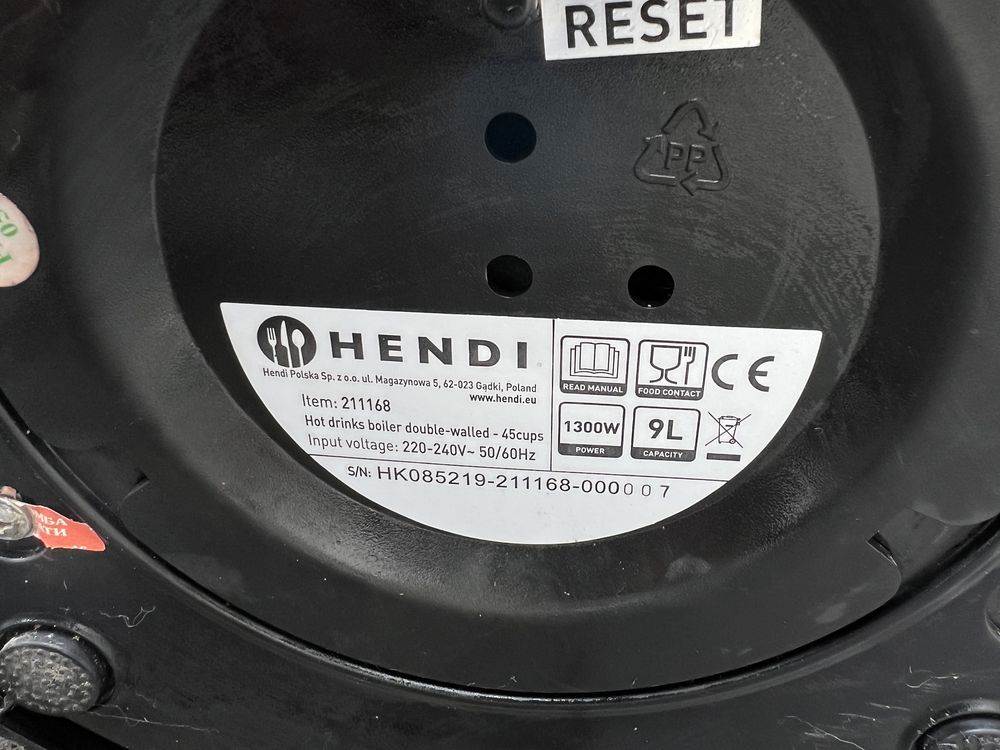 RESET
PP
HENDI
Hendi Polska Sp. z o.o. ul. Magazynowa 5, 62-023 Gądki, Poland
www.hendi.eu
Item: 211168
Hot drinks boiler double-walled - 45cups
Input voltage: 220-240V~ 50/60Hz
S/N: HK085219-211168-000007
READ MANUAL
FOOD CONTACT
CE
1300W
POWER
9L
CAPACITY